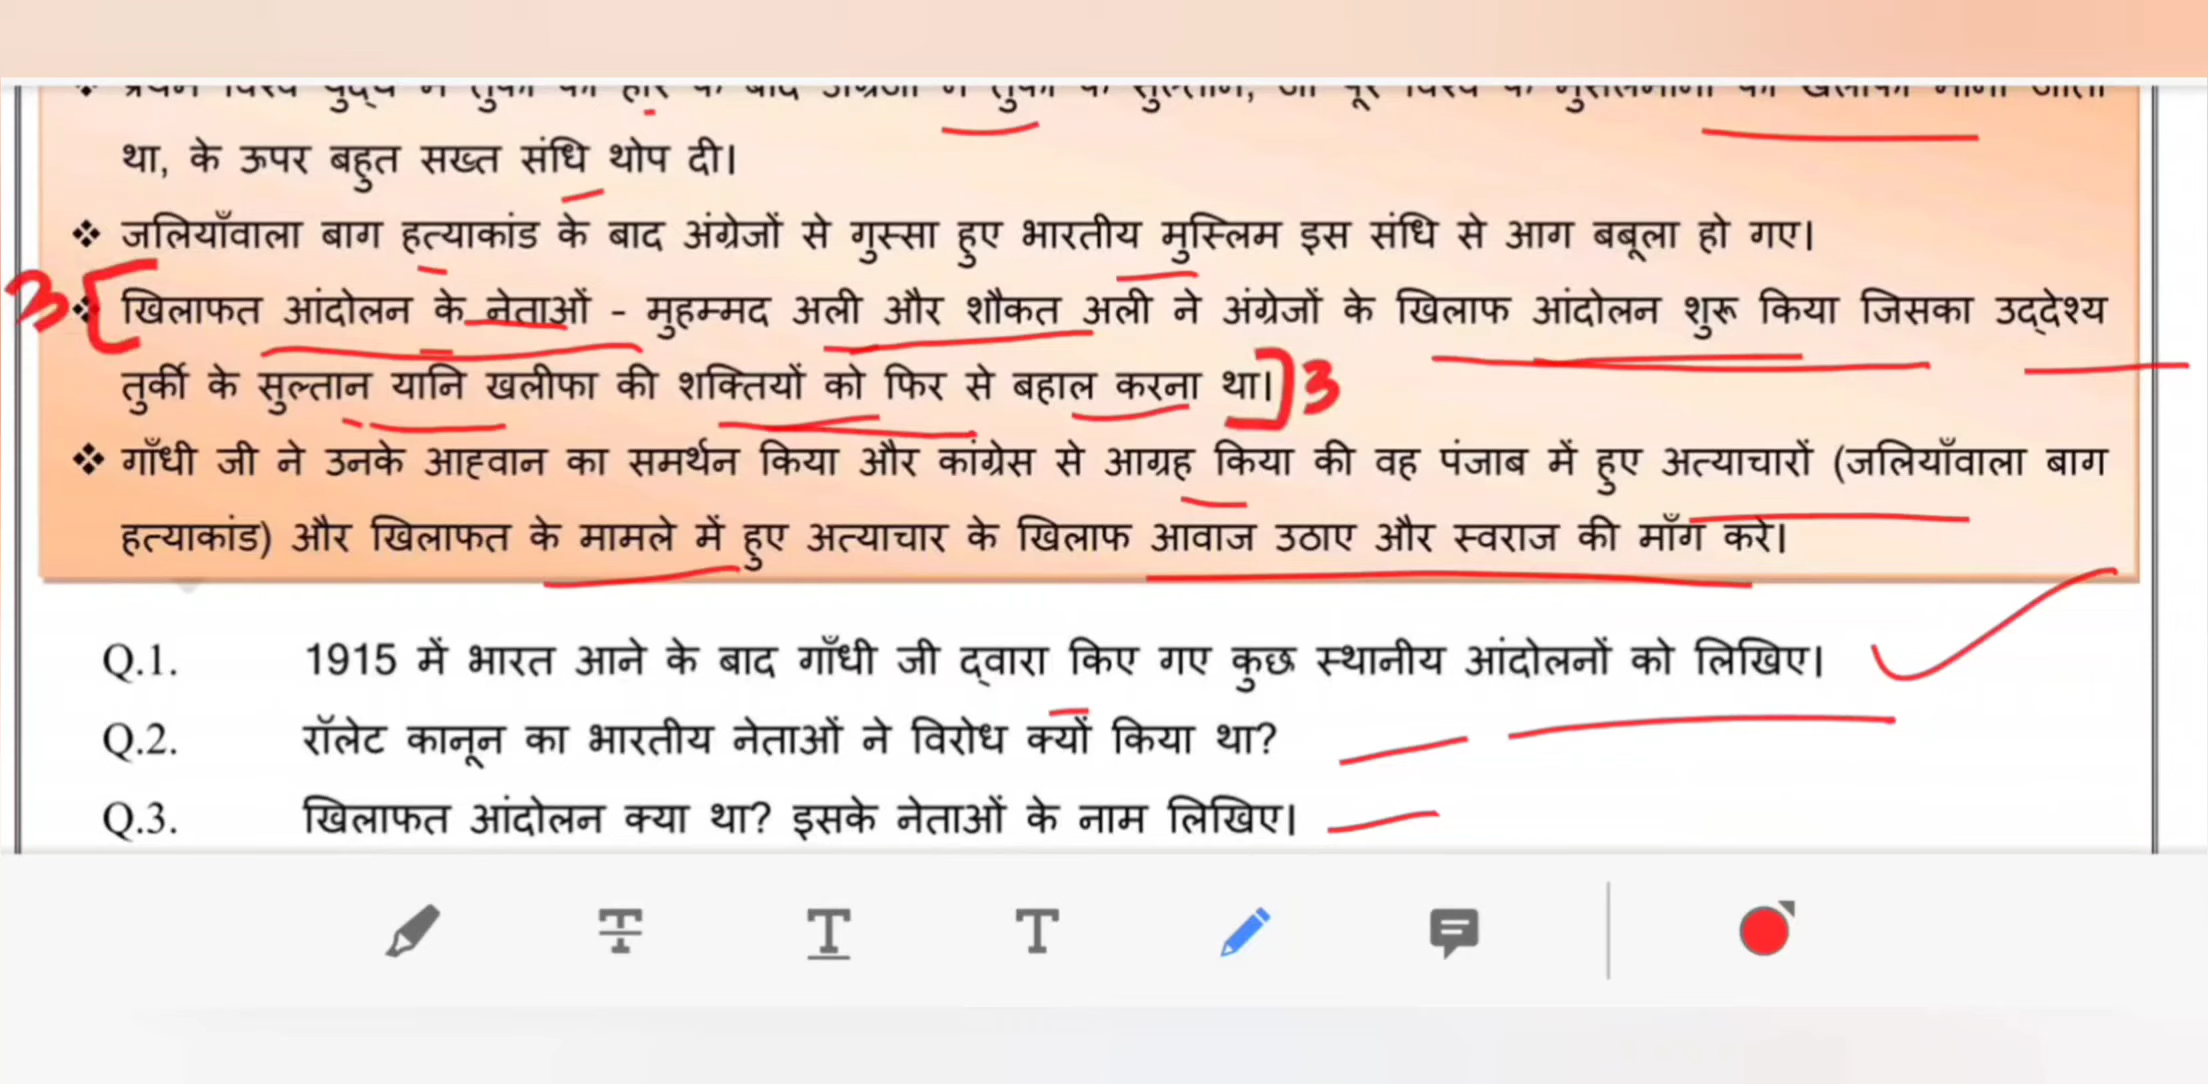 था, के ऊपर बहुत सख्त संधि थोप दी।
❖ जलियाँवाला बाग हत्याकांड के बाद अंग्रेजों से गुस्सा हुए भारतीय मुस्लिम इस संधि से आग बबूला हो गए।
3 ❖ [ खिलाफत आंदोलन के नेताओं - मुहम्मद अली और शौकत अली ने अंग्रेजों के खिलाफ आंदोलन शुरू किया जिसका उद्देश्य
तुर्की के सुल्तान यानि खलीफा की शक्तियों को फिर से बहाल करना था। ] 3
❖ गाँधी जी ने उनके आह्वान का समर्थन किया और कांग्रेस से आग्रह किया की वह पंजाब में हुए अत्याचारों (जलियाँवाला बाग
हत्याकांड) और खिलाफत के मामले में हुए अत्याचार के खिलाफ आवाज उठाए और स्वराज की माँग करे।
Q.1. 1915 में भारत आने के बाद गाँधी जी द्वारा किए गए कुछ स्थानीय आंदोलनों को लिखिए।
Q.2. रॉलेट कानून का भारतीय नेताओं ने विरोध क्यों किया था?
Q.3. खिलाफत आंदोलन क्या था? इसके नेताओं के नाम लिखिए।